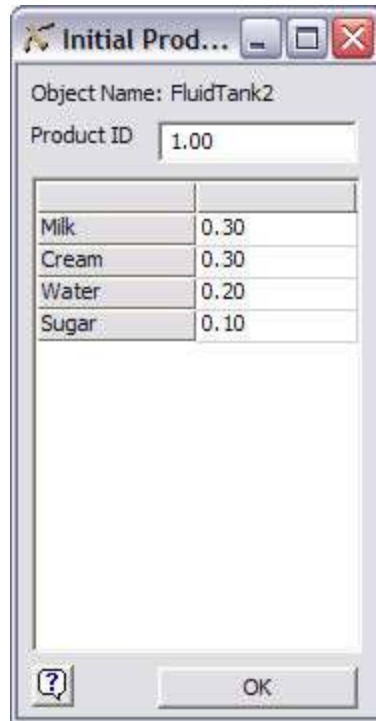 Initial Prod...
Object Name: FluidTank2
Product ID 1.00
Milk 0.30
Cream 0.30
Water 0.20
Sugar 0.10
?
OK